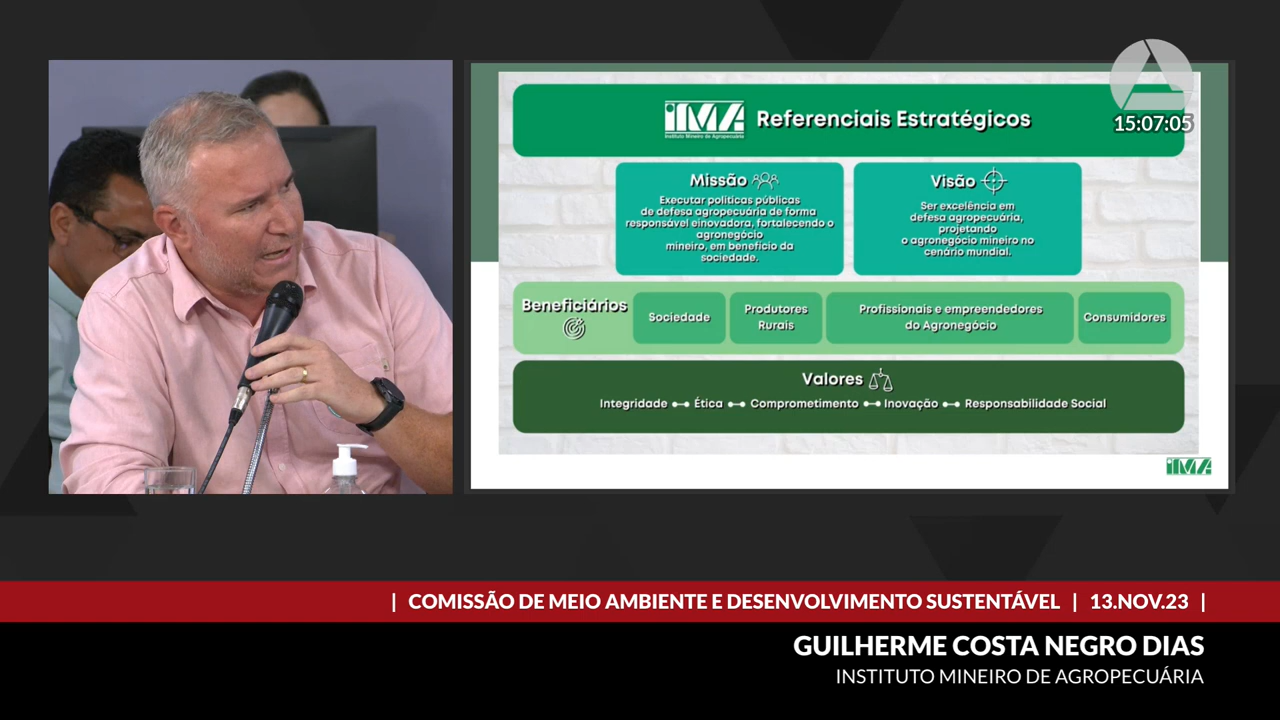 15:07:05
IMA
Instituto Mineiro de Agropecuária
Referenciais Estratégicos
Missão
Executar políticas públicas
de defesa agropecuária de forma
responsável einovadora, fortalecendo o
agronegócio
mineiro, em benefício da
sociedade.
Visão
Ser excelência em
defesa agropecuária,
projetando
o agronegócio mineiro no
cenário mundial.
Beneficiários
Sociedade
Produtores
Rurais
Profissionais e empreendedores
do Agronegócio
Consumidores
Valores
Integridade Ética Comprometimento Inovação Responsabilidade Social
IMA
| COMISSÃO DE MEIO AMBIENTE E DESENVOLVIMENTO SUSTENTÁVEL | 13.NOV.23 |
GUILHERME COSTA NEGRO DIAS
INSTITUTO MINEIRO DE AGROPECUÁRIA